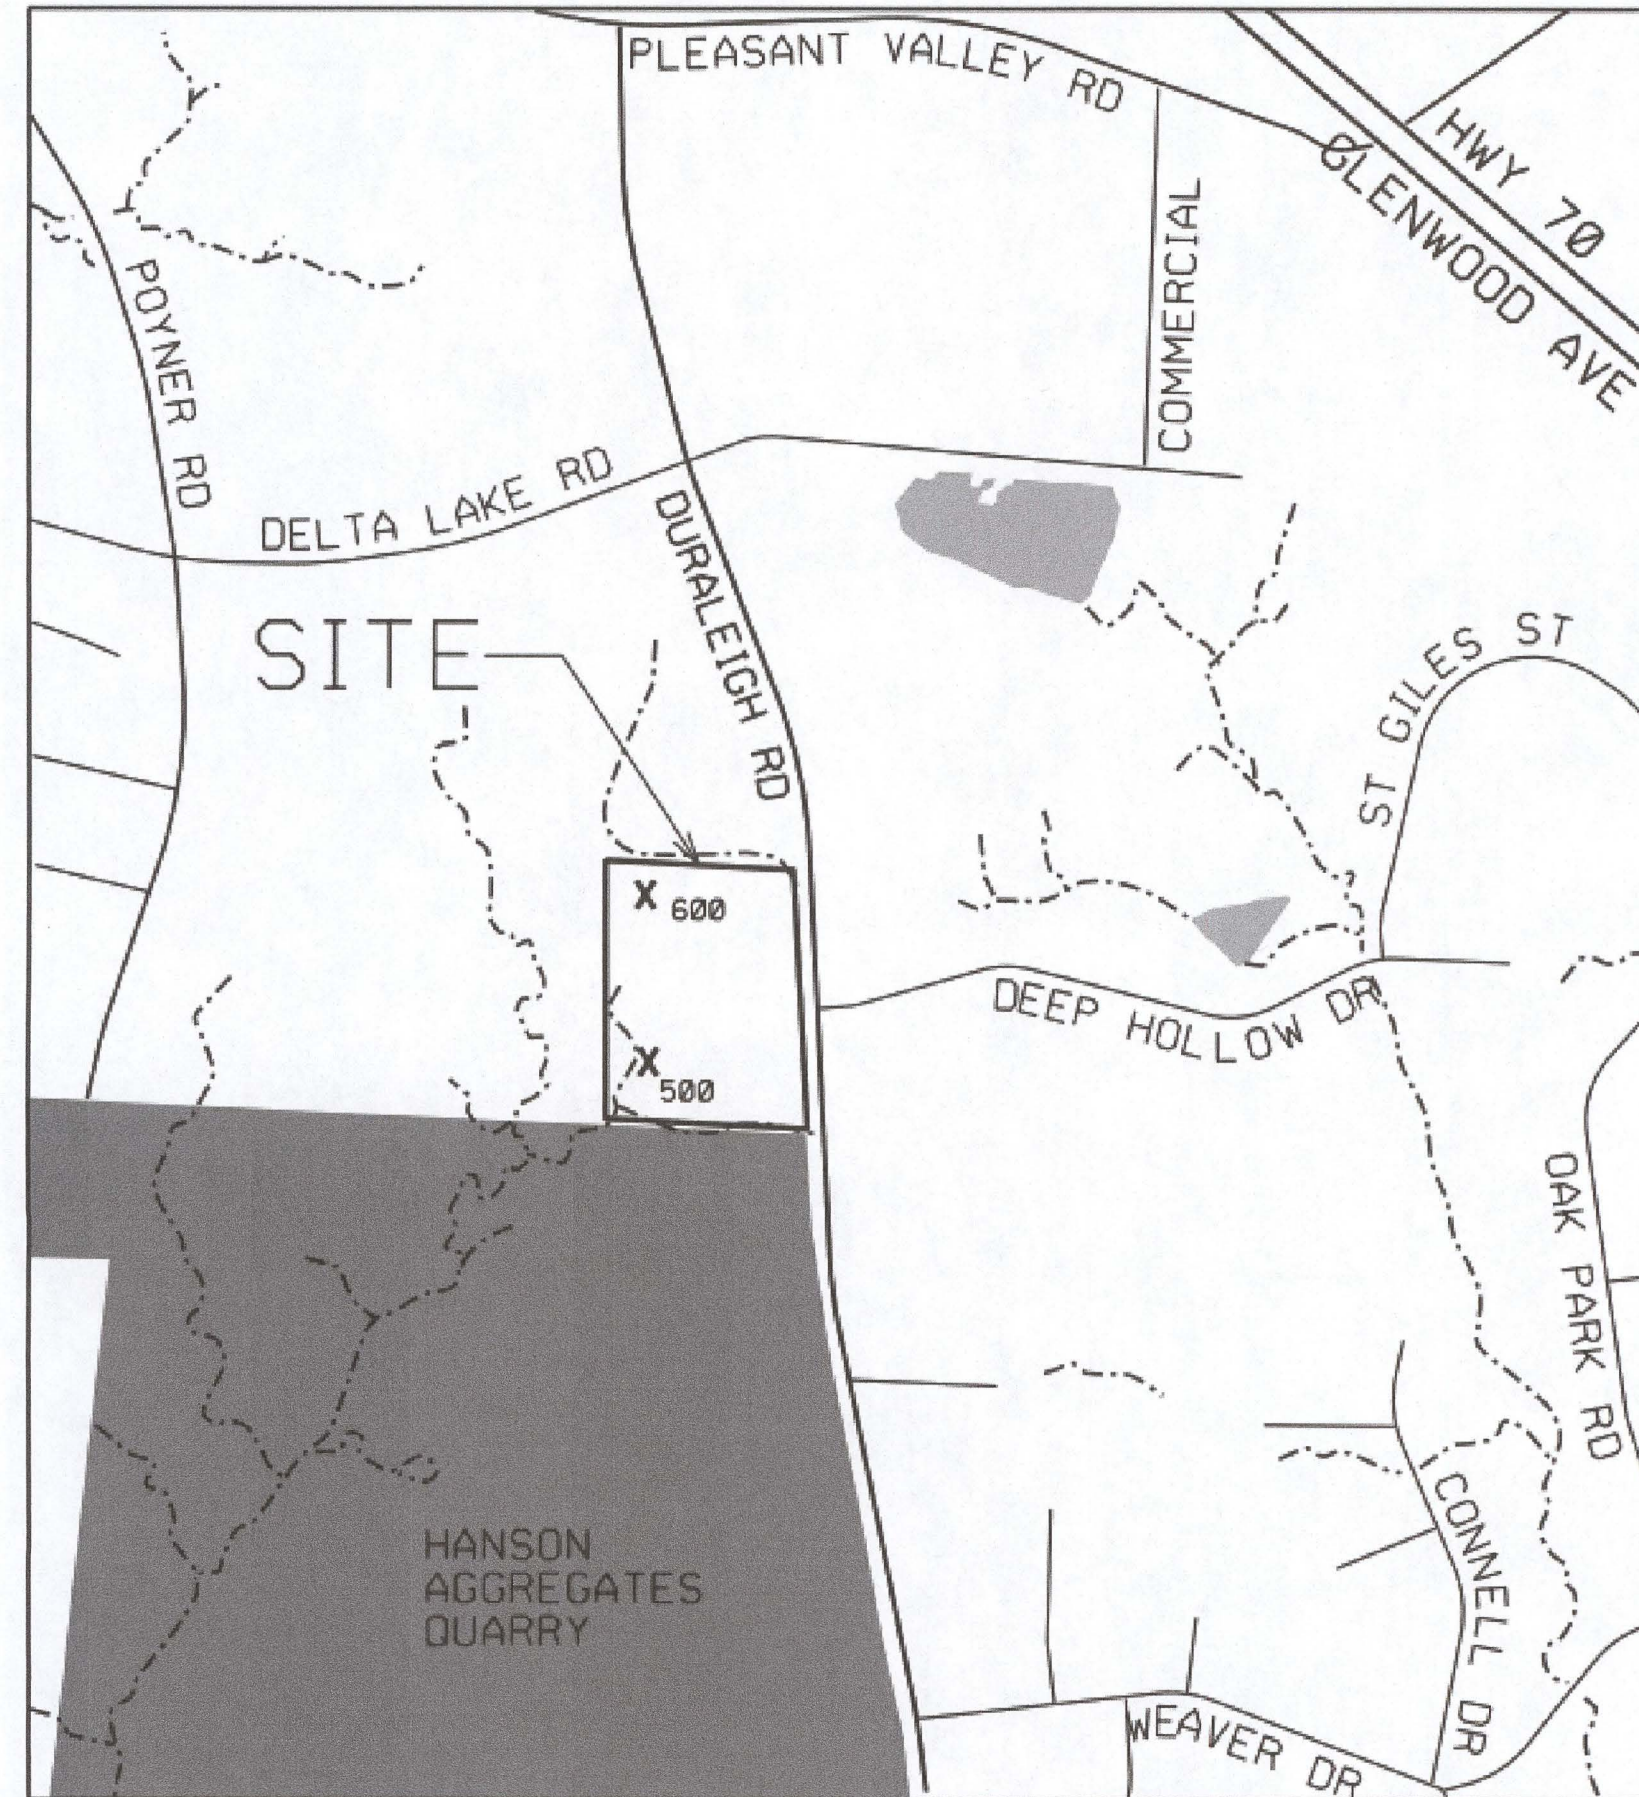 PLEASANT VALLEY RD
HWY 70
GLENWOOD AVE
COMMERCIAL
POYNER RD
DELTA LAKE RD
DURALEIGH RD
SITE
ST GILES ST
X 600
X 500
DEEP HOLLOW DR
OAK PARK RD
HANSON
AGGREGATES
QUARRY
CONNELL DR
WEAVER DR